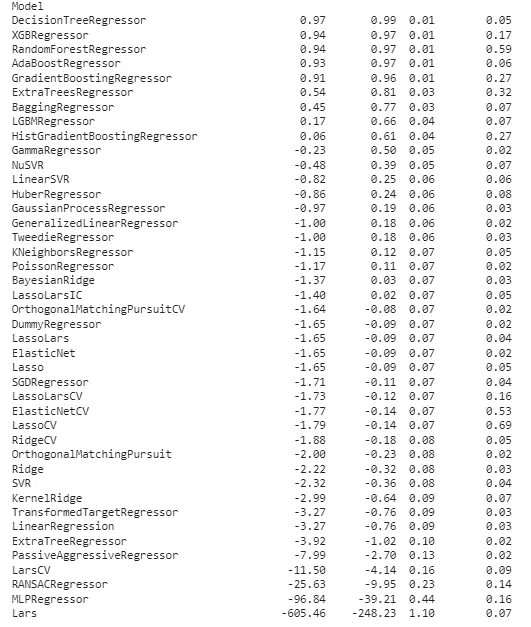 Model
DecisionTreeRegressor 0.97 0.99 0.01 0.05
XGBRegressor 0.94 0.97 0.01 0.17
RandomForestRegressor 0.94 0.97 0.01 0.59
AdaBoostRegressor 0.93 0.97 0.01 0.06
GradientBoostingRegressor 0.91 0.96 0.01 0.27
ExtraTreesRegressor 0.54 0.81 0.03 0.32
BaggingRegressor 0.45 0.77 0.03 0.07
LGBMRegressor 0.17 0.66 0.04 0.07
HistGradientBoostingRegressor 0.06 0.61 0.04 0.27
GammaRegressor -0.23 0.50 0.05 0.02
NuSVR -0.48 0.39 0.05 0.07
LinearSVR -0.82 0.25 0.06 0.06
HuberRegressor -0.86 0.24 0.06 0.08
GaussianProcessRegressor -0.97 0.19 0.06 0.03
GeneralizedLinearRegressor -1.00 0.18 0.06 0.02
TweedieRegressor -1.00 0.18 0.06 0.03
KNeighborsRegressor -1.15 0.12 0.07 0.05
PoissonRegressor -1.17 0.11 0.07 0.02
BayesianRidge -1.37 0.03 0.07 0.03
LassoLarsIC -1.40 0.02 0.07 0.05
OrthogonalMatchingPursuitCV -1.64 -0.08 0.07 0.02
DummyRegressor -1.65 -0.09 0.07 0.02
LassoLars -1.65 -0.09 0.07 0.04
ElasticNet -1.65 -0.09 0.07 0.02
Lasso -1.65 -0.09 0.07 0.05
SGDRegressor -1.71 -0.11 0.07 0.04
LassoLarsCV -1.73 -0.12 0.07 0.16
ElasticNetCV -1.77 -0.14 0.07 0.53
LassoCV -1.79 -0.14 0.07 0.69
RidgeCV -1.88 -0.18 0.08 0.05
OrthogonalMatchingPursuit -2.00 -0.23 0.08 0.02
Ridge -2.22 -0.32 0.08 0.03
SVR -2.32 -0.36 0.08 0.04
KernelRidge -2.99 -0.64 0.09 0.07
TransformedTargetRegressor -3.27 -0.76 0.09 0.03
LinearRegression -3.27 -0.76 0.09 0.03
ExtraTreeRegressor -3.92 -1.02 0.10 0.02
PassiveAggressiveRegressor -7.99 -2.70 0.13 0.02
LarsCV -11.50 -4.14 0.16 0.09
RANSACRegressor -25.63 -9.95 0.23 0.14
MLPRegressor -96.84 -39.21 0.44 0.16
Lars -605.46 -248.23 1.10 0.07